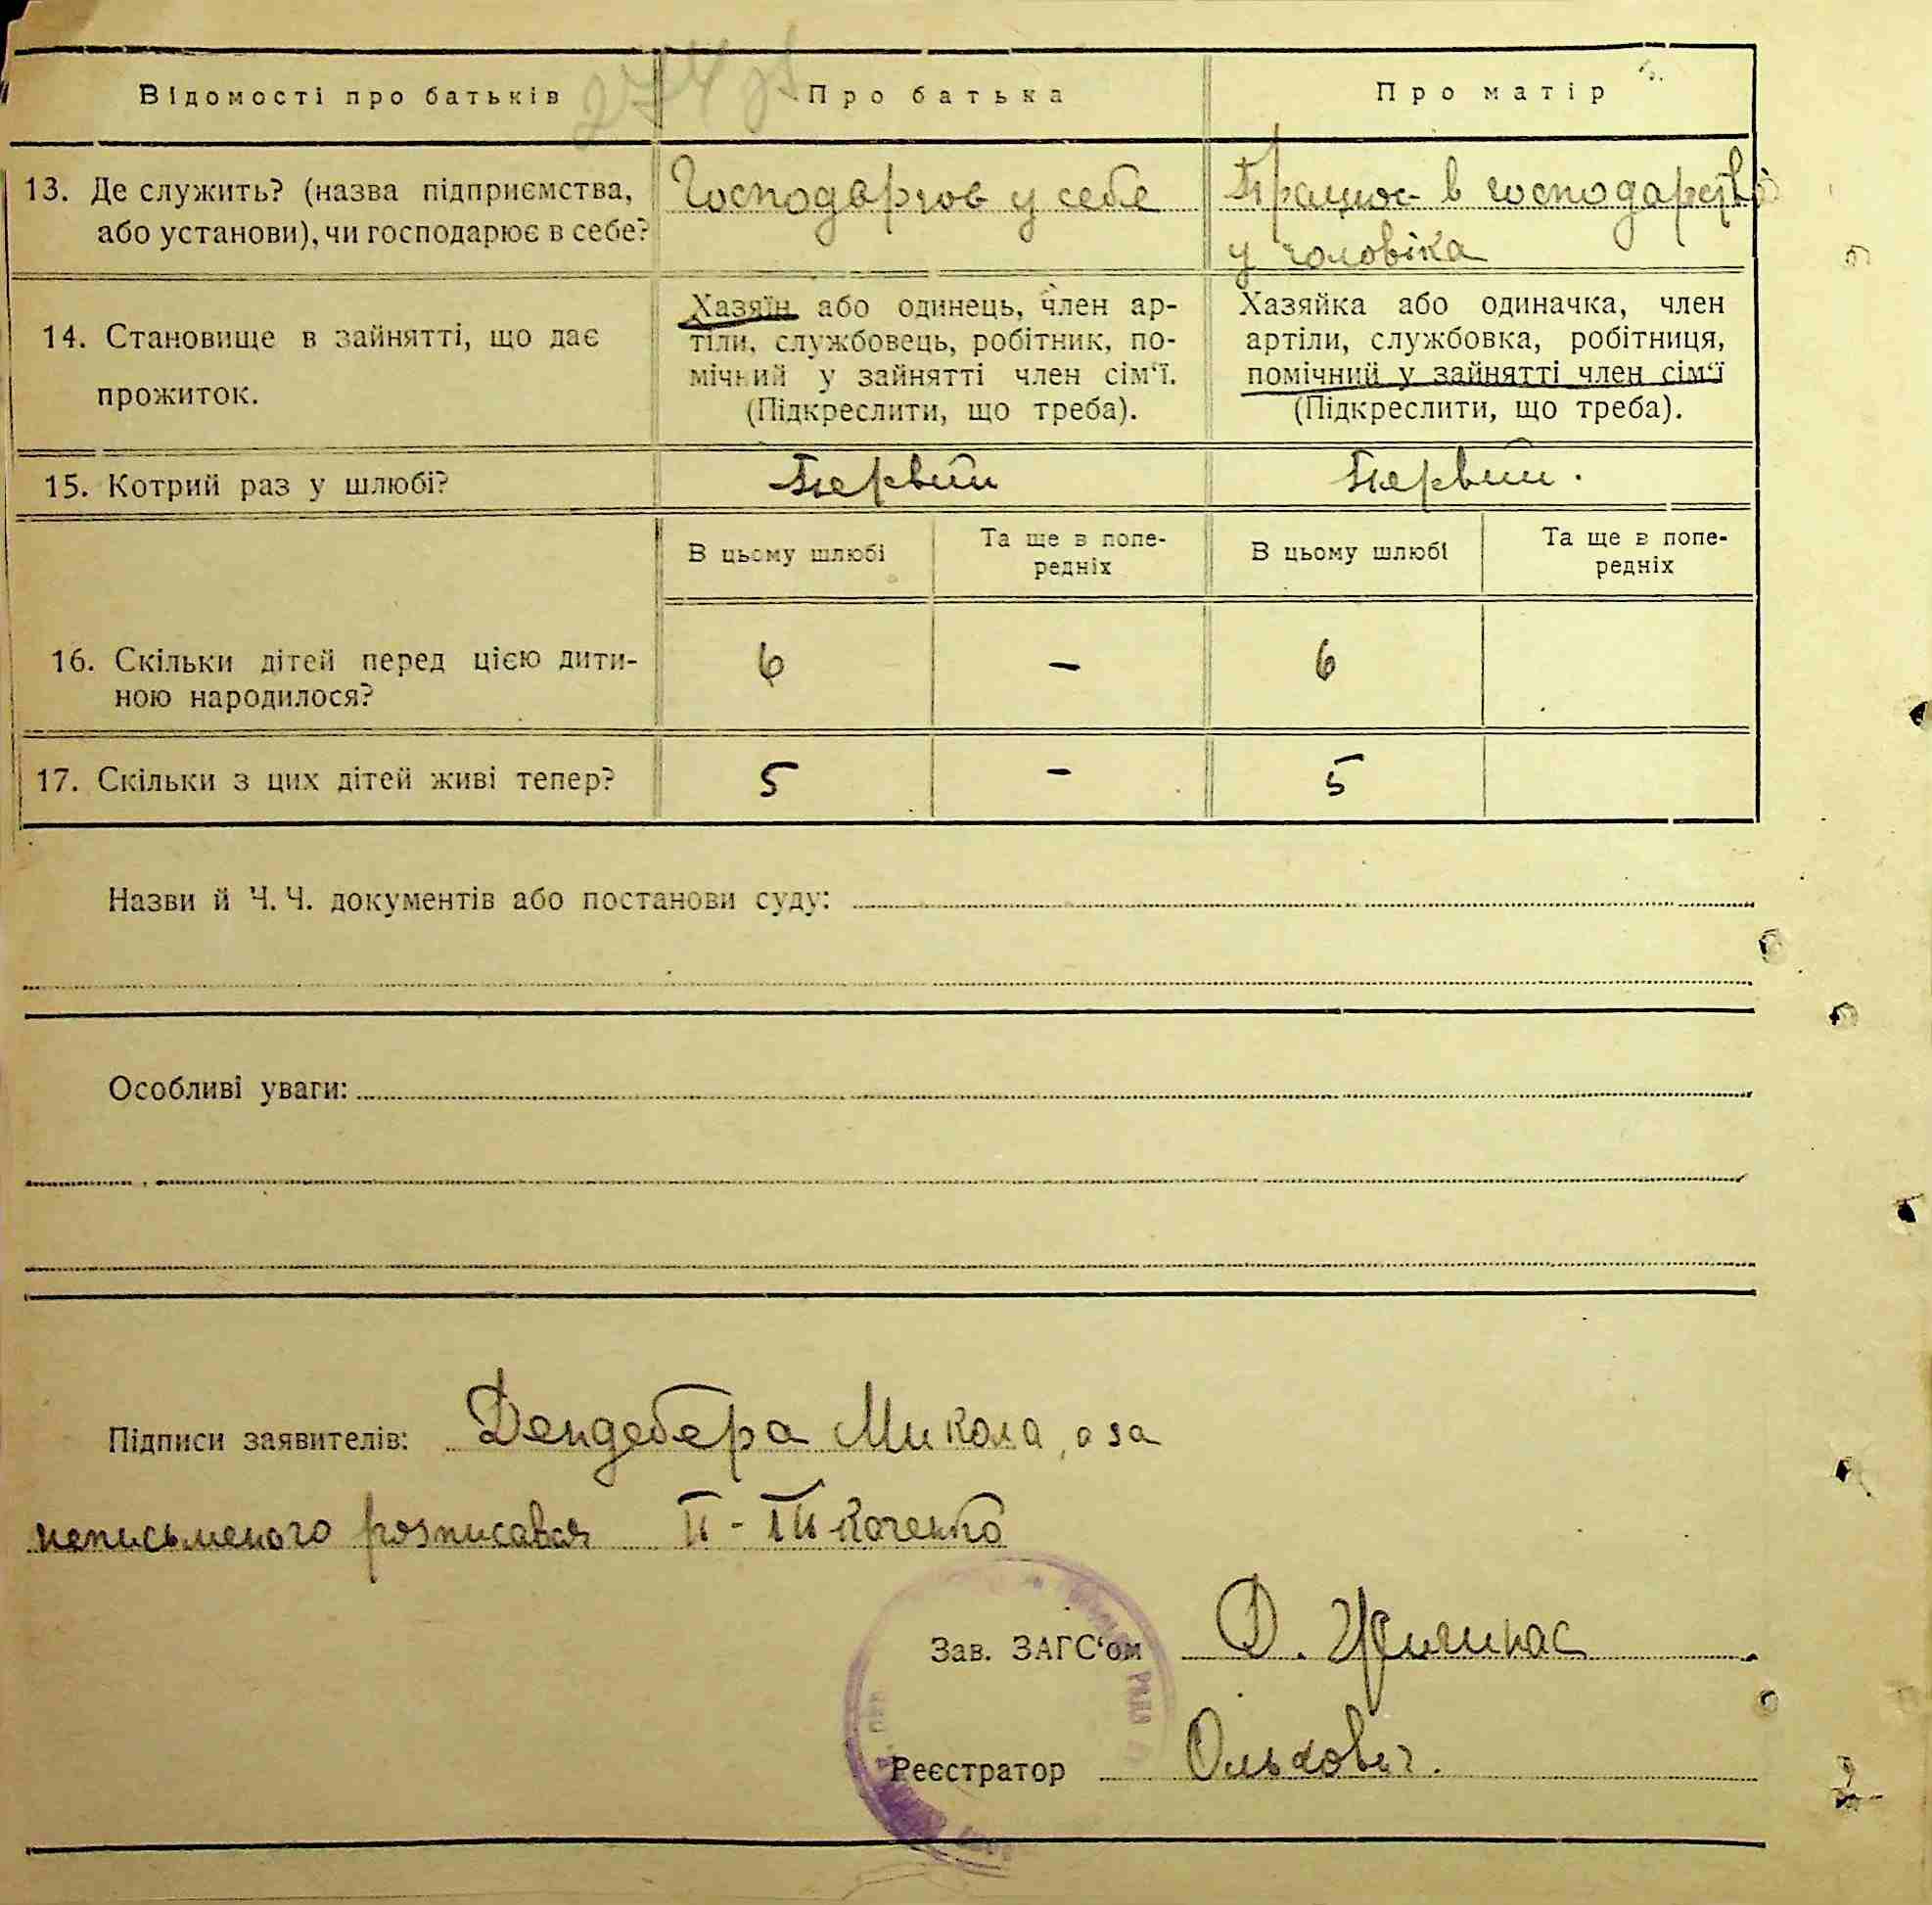 Відомості про батьків Про батька Про матір
13. Де служить? (назва підприємства, або установи), чи господарює в себе?
Господарює у себе
Працює в господарстві
у чоловіка
14. Становище в зайнятті, що дає
прожиток.
Хазяїн або одинець, член ар-
тіли, службовець, робітник, по-
мічний у зайнятті член сім‘ї.
(Підкреслити, що треба).
Хазяйка або одиначка, член
артіли, службовка, робітниця,
помічний у зайнятті член сім‘ї
(Підкреслити, що треба).
15. Котрий раз у шлюбі? Первий Первий.
В цьому шлюбі Та ще в попе-
редніх
В цьому шлюбі Та ще в попе-
редніх
16. Скільки дітей перед цією дити-
ною народилося?
6 – 6
17. Скільки з цих дітей живі тепер? 5 – 5
Назви й Ч. Ч. документів або постанови суду:
Особливі уваги:
Підписи заявителів: Дендебера Микола, а за
неписьменого розписався П-Ткаченко
Зав. ЗАГС‘ом Д.
Реєстратор Ольхович.